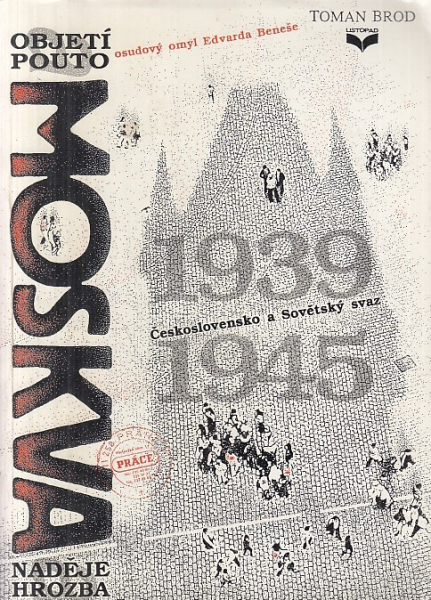 OBJETÍ
POUTO
osudový omyl Edvarda Beneše
TOMAN BROD
LISTOPAD
MOSKVA
1939
Československo a Sovětský svaz
1945
PRÁCE
NADĚJE
HROZBA